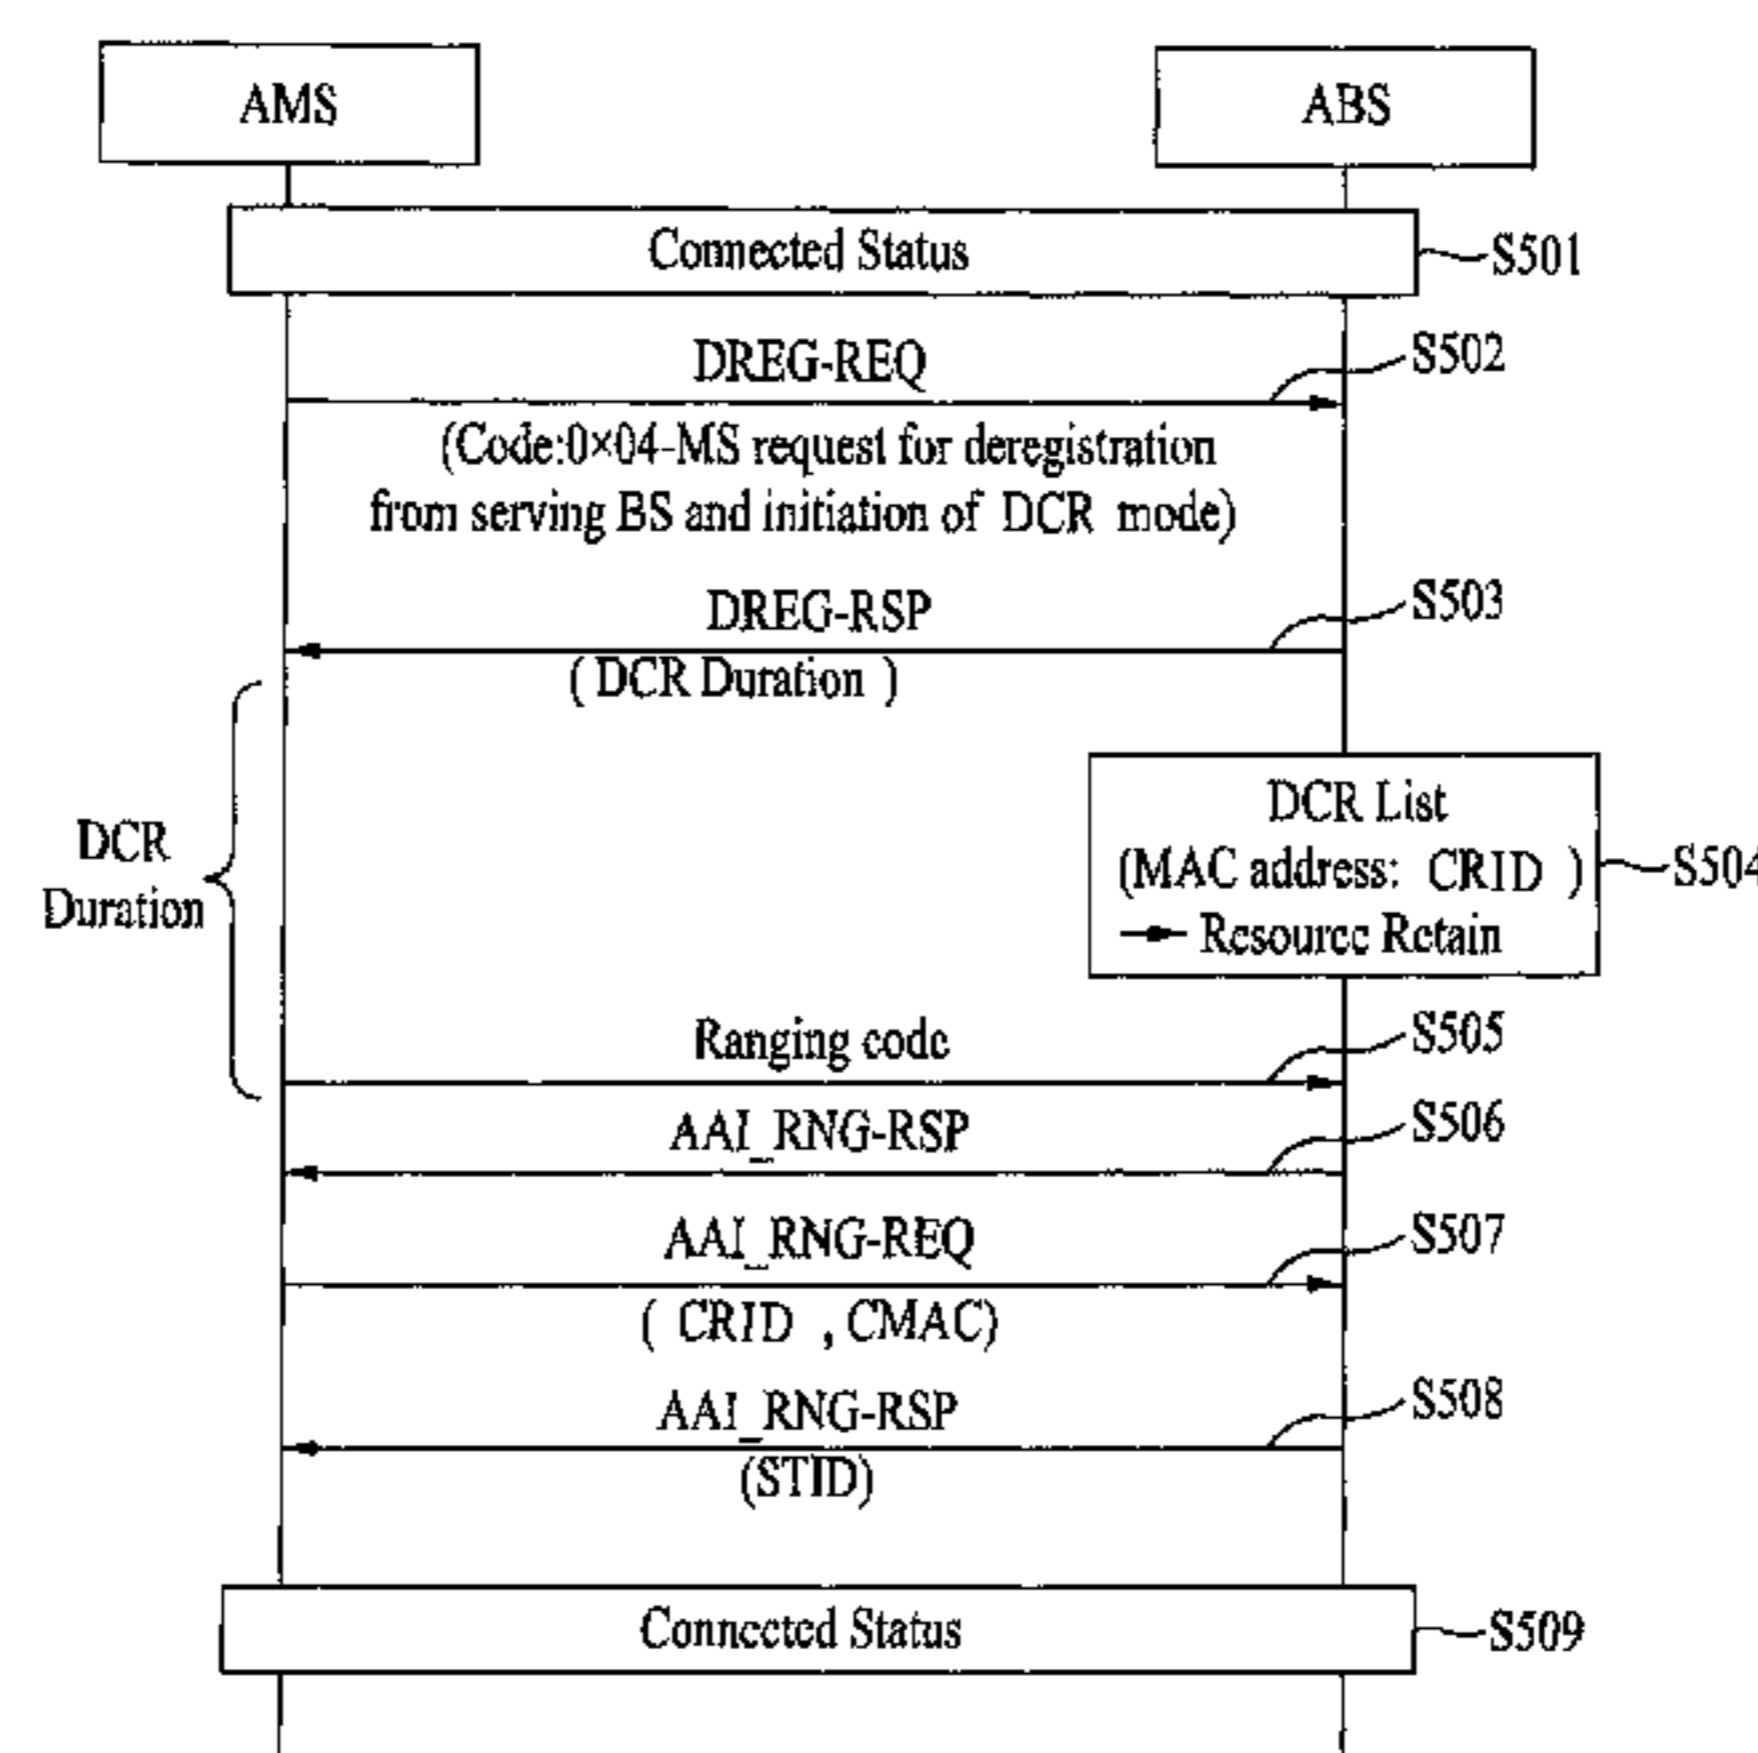 AMS
ABS
Connected Status
S501
DREG-REQ
S502
(Code:0×04-MS request for deregistration
from serving BS and initiation of DCR mode)
DREG-RSP
S503
( DCR Duration )
DCR
Duration
DCR List
(MAC address: CRID )
Resource Retain
S504
Ranging code
S505
AAI_RNG-RSP
S506
AAI_RNG-REQ
S507
( CRID , CMAC)
AAI_RNG-RSP
S508
(STID)
Connected Status
S509